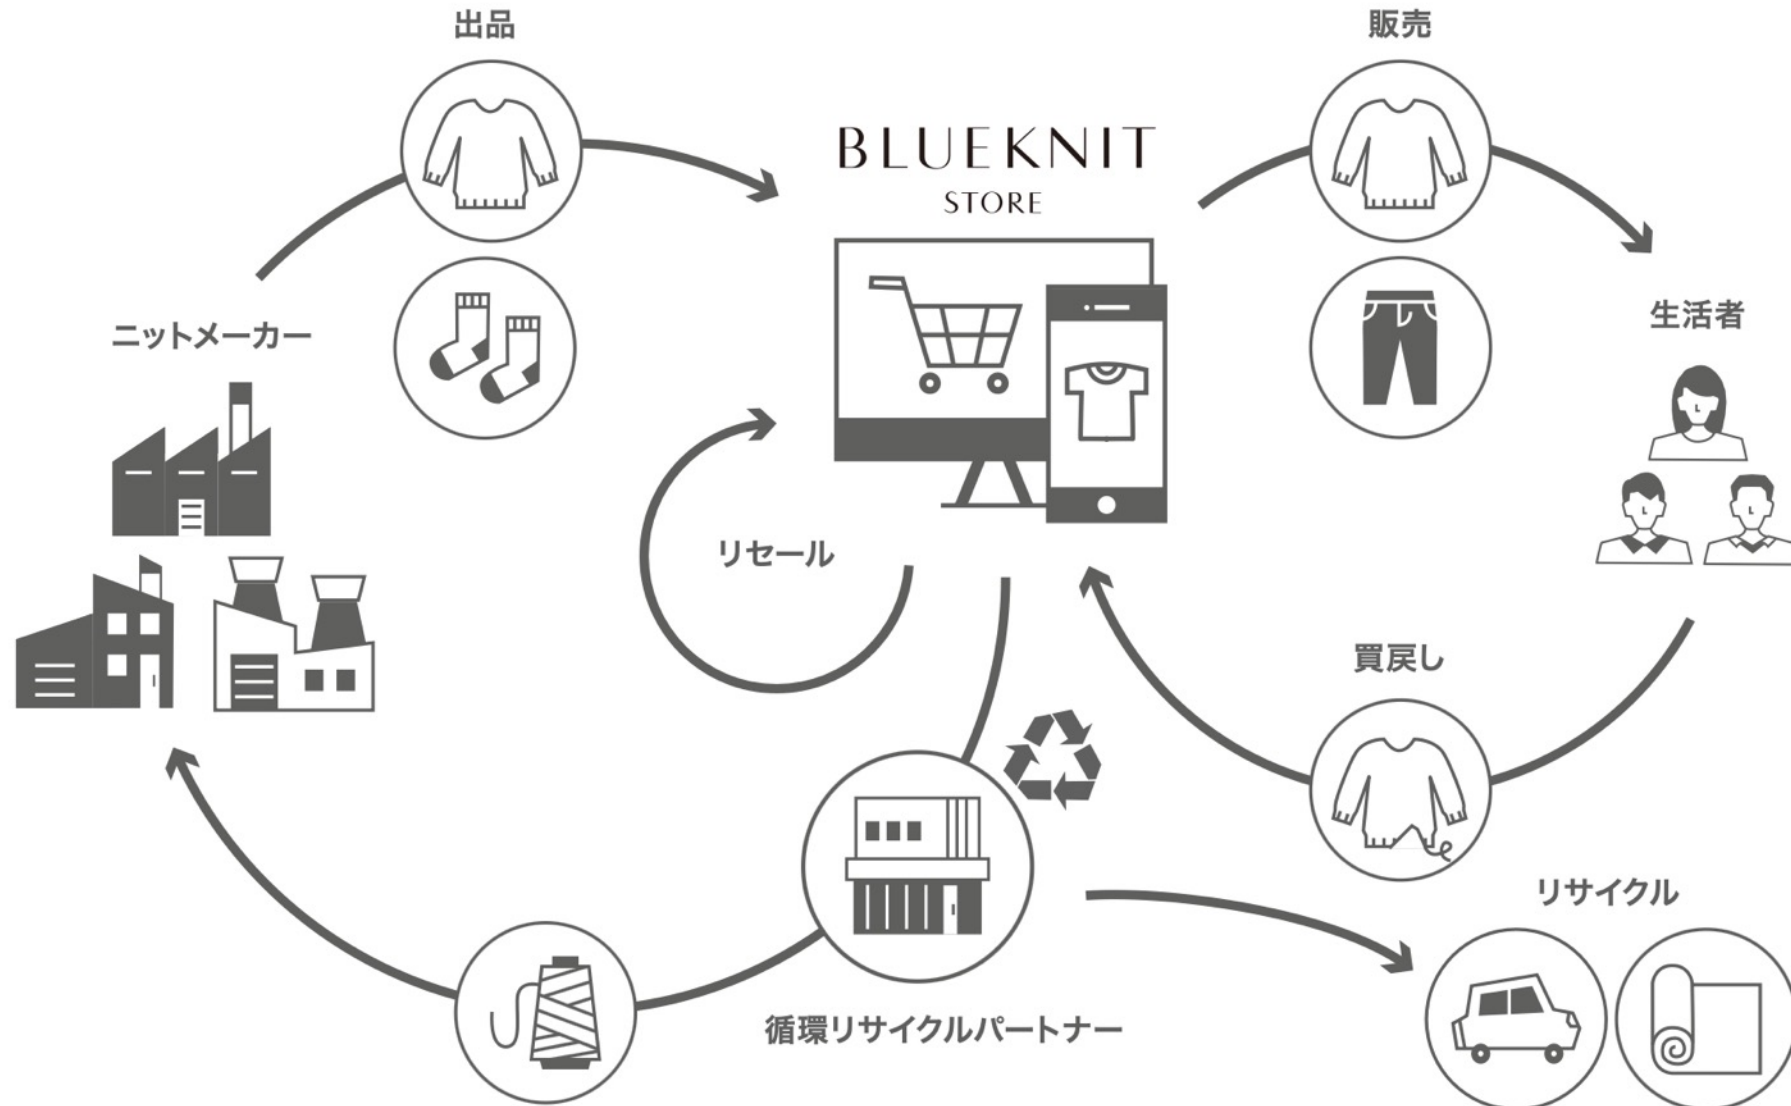 出品
販売
BLUEKNIT
STORE
ニットメーカー
生活者
リセール
買戻し
リサイクル
循環リサイクルパートナー